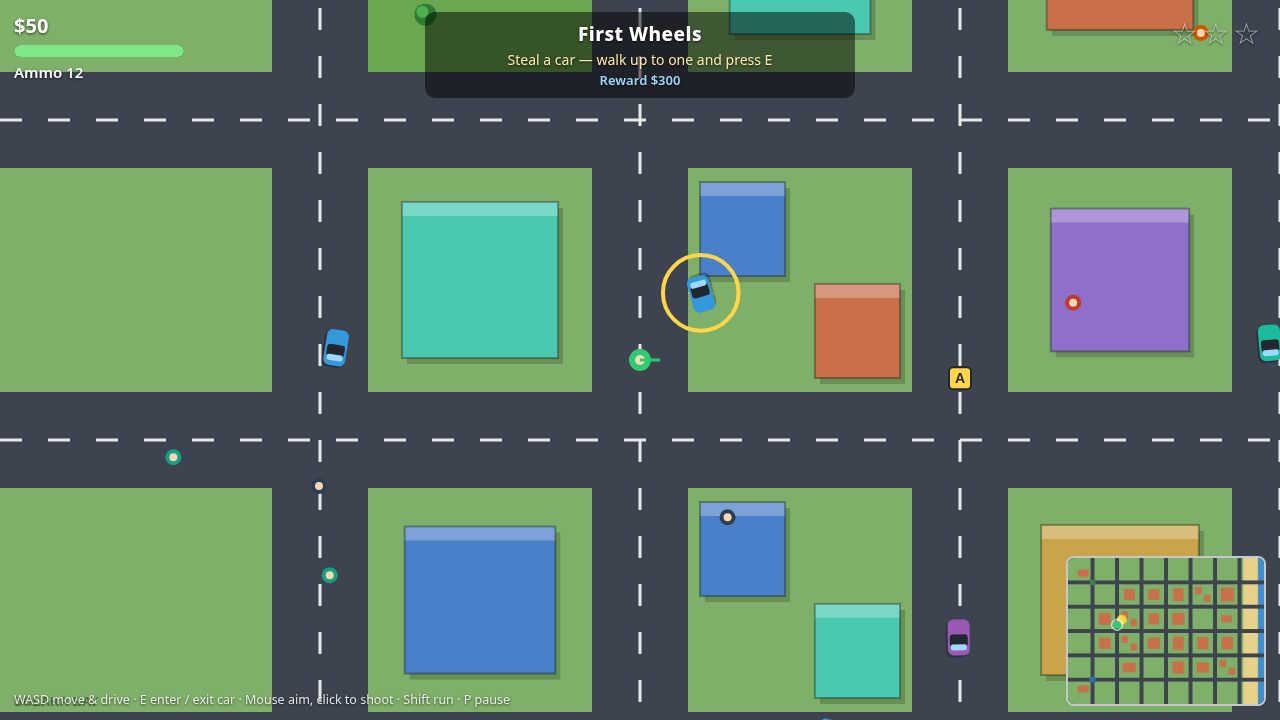 $50
Ammo 12
First Wheels
Steal a car — walk up to one and press E
Reward $300
A
WASD move & drive · E enter / exit car · Mouse aim, click to shoot · Shift run · P pause